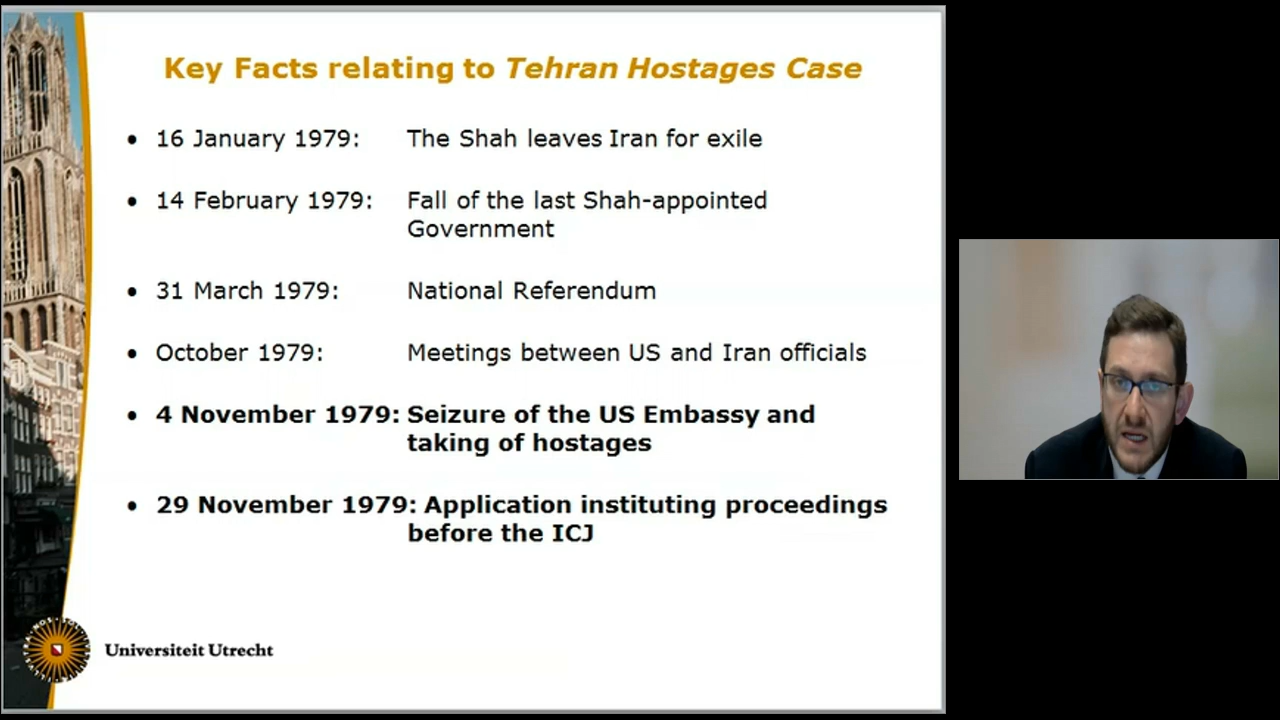 Key Facts relating to Tehran Hostages Case
• 16 January 1979: The Shah leaves Iran for exile
• 14 February 1979: Fall of the last Shah-appointed
Government
• 31 March 1979: National Referendum
• October 1979: Meetings between US and Iran officials
• 4 November 1979: Seizure of the US Embassy and
taking of hostages
• 29 November 1979: Application instituting proceedings
before the ICJ
Universiteit Utrecht